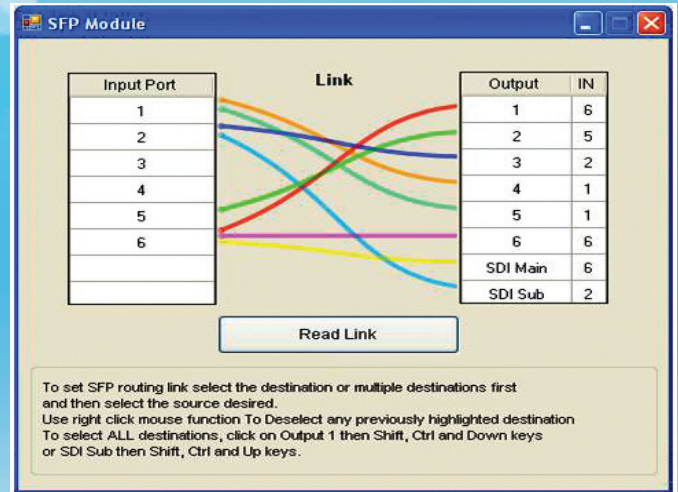 SFP Module
Link
Input Port
1
2
3
4
5
6
Output IN
1 6
2 5
3 2
4 1
5 1
6 6
SDI Main 6
SDI Sub 2
Read Link
To set SFP routing link select the destination or multiple destinations first
and then select the source desired.
Use right click mouse function To Deselect any previously highlighted destination
To select ALL destinations, click on Output 1 then Shift, Ctrl and Down keys
or SDI Sub then Shift, Ctrl and Up keys.